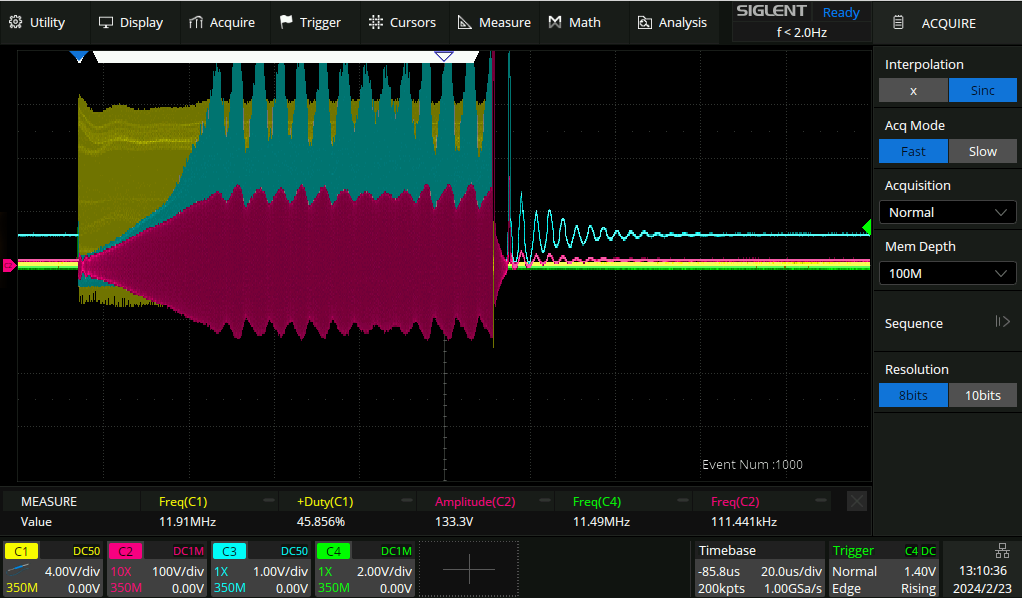 Utility Display Acquire Trigger Cursors Measure Math Analysis SIGLENT Ready ACQUIRE
f < 2.0Hz
Interpolation
x Sinc
Acq Mode
Fast Slow
Acquisition
Normal
Mem Depth
100M
Sequence
Resolution
8bits 10bits
Event Num :1000
MEASURE Freq(C1) +Duty(C1) Amplitude(C2) Freq(C4) Freq(C2)
Value 11.91MHz 45.856% 133.3V 11.49MHz 111.441kHz
C1 DC50 C2 DC1M C3 DC50 C4 DC1M Timebase Trigger C4 DC
4.00V/div 10X 100V/div 1X 1.00V/div 1X 2.00V/div -85.8us 20.0us/div Normal 1.40V 13:10:36
350M 0.00V 350M 0.00V 350M 0.00V 350M 0.00V 200kpts 1.00GSa/s Edge Rising 2024/2/23